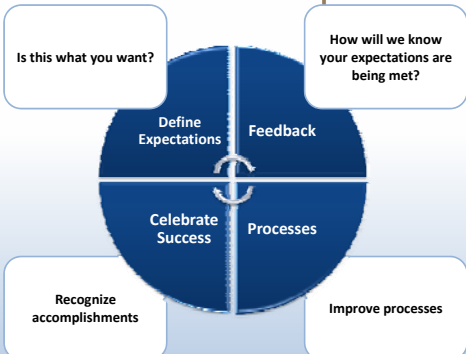 Is this what you want?
How will we know
your expectations are
being met?
Define
Expectations
Feedback
Celebrate
Success
Processes
Recognize
accomplishments
Improve processes